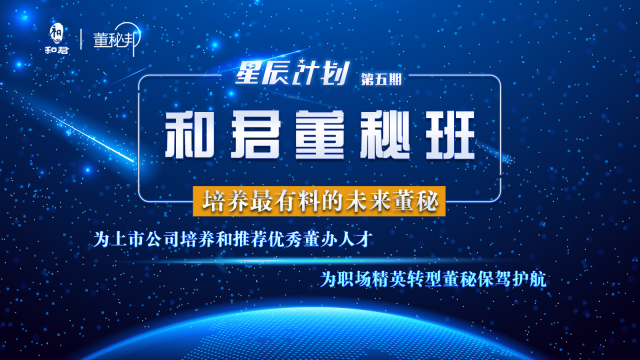 和君 董秘邦
星辰计划 第五期
和君董秘班
培养最有料的未来董秘
为上市公司培养和推荐优秀董办人才
为职场精英转型董秘保驾护航